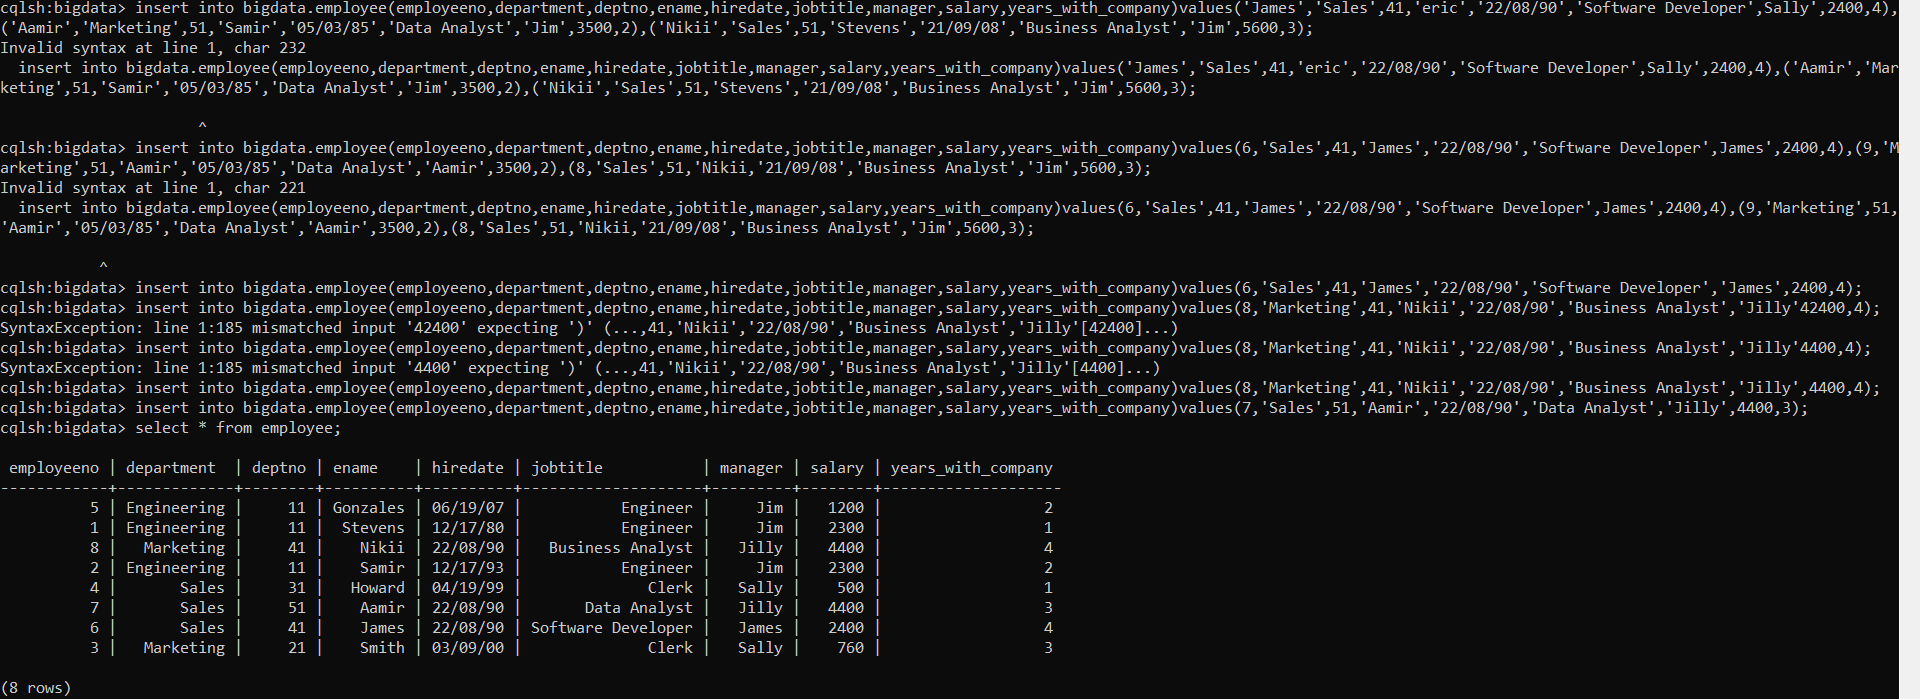 cqlsh:bigdata> insert into bigdata.employee(employeeno,department,deptno,ename,hiredate,jobtitle,manager,salary,years_with_company)values('James','Sales',41,'eric','22/08/90','Software Developer',Sally',2400,4),
('Aamir','Marketing',51,'Samir','05/03/85','Data Analyst','Jim',3500,2),('Nikii','Sales',51,'Stevens','21/09/08','Business Analyst','Jim',5600,3);
Invalid syntax at line 1, char 232
  insert into bigdata.employee(employeeno,department,deptno,ename,hiredate,jobtitle,manager,salary,years_with_company)values('James','Sales',41,'eric','22/08/90','Software Developer',Sally',2400,4),('Aamir','Mar
keting',51,'Samir','05/03/85','Data Analyst','Jim',3500,2),('Nikii','Sales',51,'Stevens','21/09/08','Business Analyst','Jim',5600,3);
^
cqlsh:bigdata> insert into bigdata.employee(employeeno,department,deptno,ename,hiredate,jobtitle,manager,salary,years_with_company)values(6,'Sales',41,'James','22/08/90','Software Developer',James',2400,4),(9,'M
arketing',51,'Aamir','05/03/85','Data Analyst','Aamir',3500,2),(8,'Sales',51,'Nikii,'21/09/08','Business Analyst','Jim',5600,3);
Invalid syntax at line 1, char 221
  insert into bigdata.employee(employeeno,department,deptno,ename,hiredate,jobtitle,manager,salary,years_with_company)values(6,'Sales',41,'James','22/08/90','Software Developer',James',2400,4),(9,'Marketing',51,
'Aamir','05/03/85','Data Analyst','Aamir',3500,2),(8,'Sales',51,'Nikii,'21/09/08','Business Analyst','Jim',5600,3);
^
cqlsh:bigdata> insert into bigdata.employee(employeeno,department,deptno,ename,hiredate,jobtitle,manager,salary,years_with_company)values(6,'Sales',41,'James','22/08/90','Software Developer','James',2400,4);
cqlsh:bigdata> insert into bigdata.employee(employeeno,department,deptno,ename,hiredate,jobtitle,manager,salary,years_with_company)values(8,'Marketing',41,'Nikii','22/08/90','Business Analyst','Jilly'42400,4);
SyntaxException: line 1:185 mismatched input '42400' expecting ')' (...,41,'Nikii','22/08/90','Business Analyst','Jilly'[42400]...)
cqlsh:bigdata> insert into bigdata.employee(employeeno,department,deptno,ename,hiredate,jobtitle,manager,salary,years_with_company)values(8,'Marketing',41,'Nikii','22/08/90','Business Analyst','Jilly'4400,4);
SyntaxException: line 1:185 mismatched input '4400' expecting ')' (...,41,'Nikii','22/08/90','Business Analyst','Jilly'[4400]...)
cqlsh:bigdata> insert into bigdata.employee(employeeno,department,deptno,ename,hiredate,jobtitle,manager,salary,years_with_company)values(8,'Marketing',41,'Nikii','22/08/90','Business Analyst','Jilly',4400,4);
cqlsh:bigdata> insert into bigdata.employee(employeeno,department,deptno,ename,hiredate,jobtitle,manager,salary,years_with_company)values(7,'Sales',51,'Aamir','22/08/90','Data Analyst','Jilly',4400,3);
cqlsh:bigdata> select * from employee;
employeeno | department | deptno | ename | hiredate | jobtitle | manager | salary | years_with_company
------------+-------------+--------+----------+----------+--------------------+---------+--------+--------------------
5 | Engineering | 11 | Gonzales | 06/19/07 | Engineer | Jim | 1200 | 2
1 | Engineering | 11 | Stevens | 12/17/80 | Engineer | Jim | 2300 | 1
8 | Marketing | 41 | Nikii | 22/08/90 | Business Analyst | Jilly | 4400 | 4
2 | Engineering | 11 | Samir | 12/17/93 | Engineer | Jim | 2300 | 2
4 | Sales | 31 | Howard | 04/19/99 | Clerk | Sally | 500 | 1
7 | Sales | 51 | Aamir | 22/08/90 | Data Analyst | Jilly | 4400 | 3
6 | Sales | 41 | James | 22/08/90 | Software Developer | James | 2400 | 4
3 | Marketing | 21 | Smith | 03/09/00 | Clerk | Sally | 760 | 3
(8 rows)